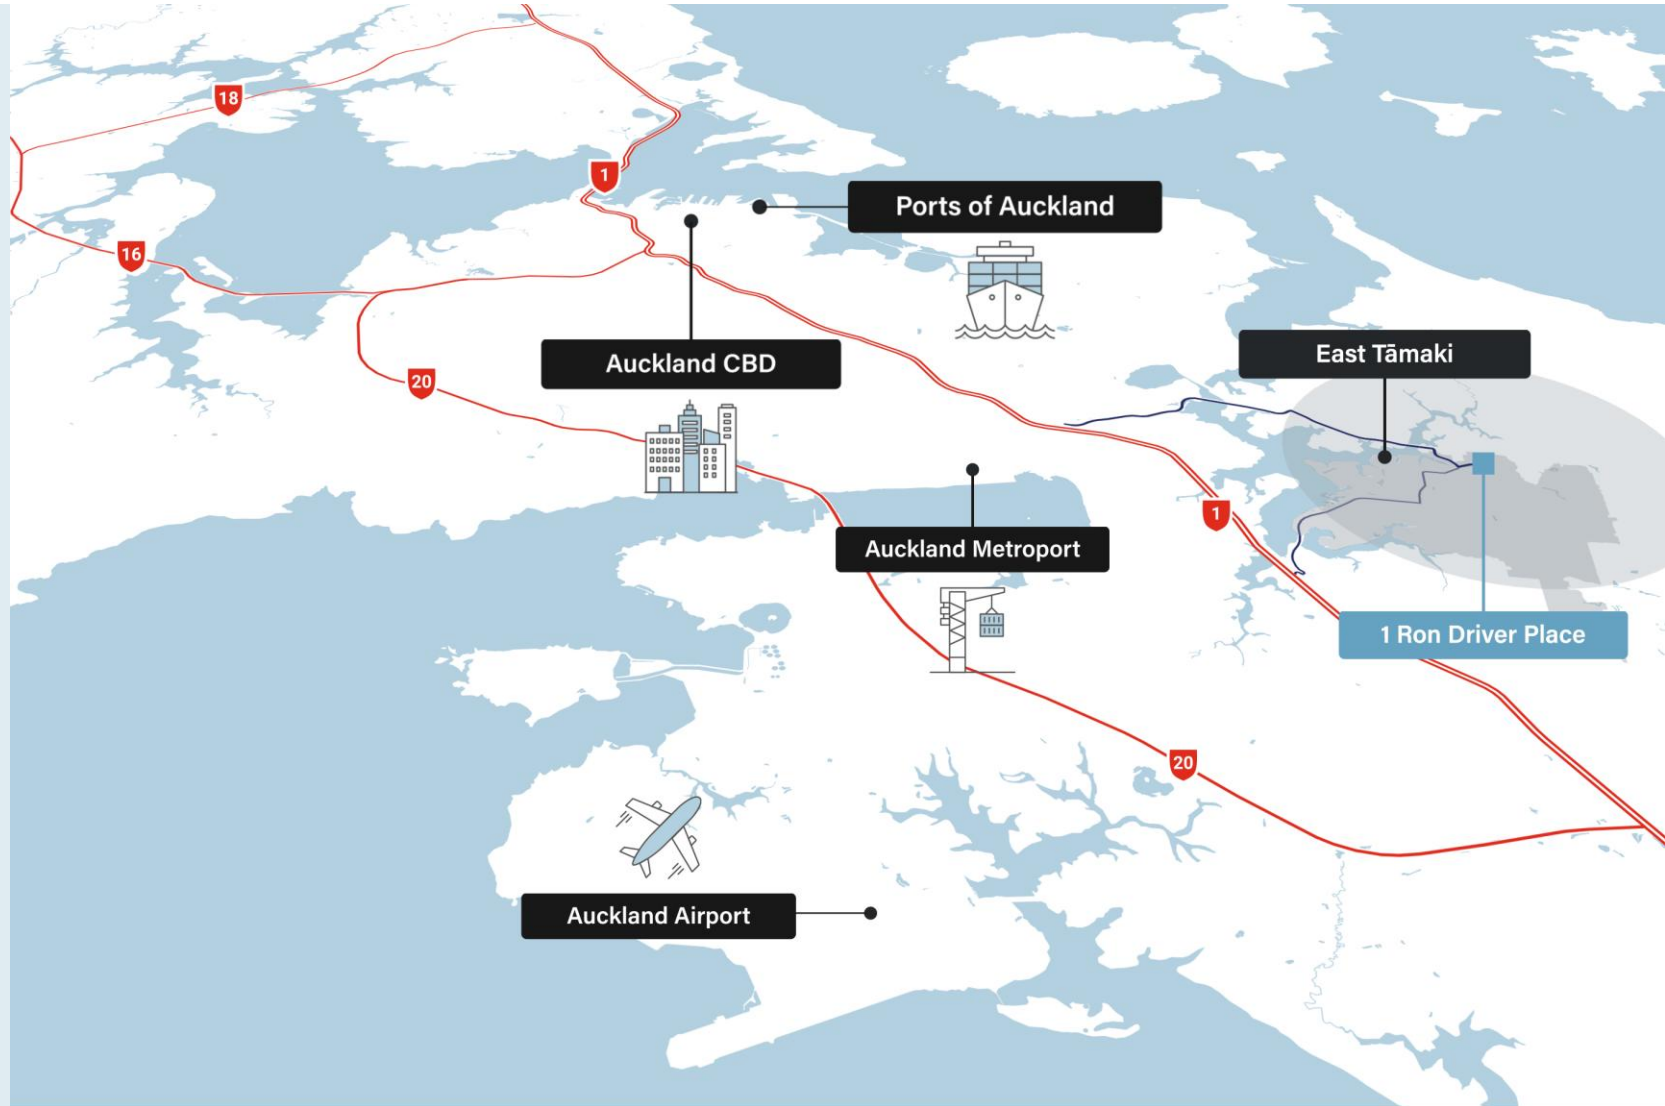 18
1
Ports of Auckland
16
East Tāmaki
Auckland CBD
20
1
Auckland Metroport
1 Ron Driver Place
20
Auckland Airport